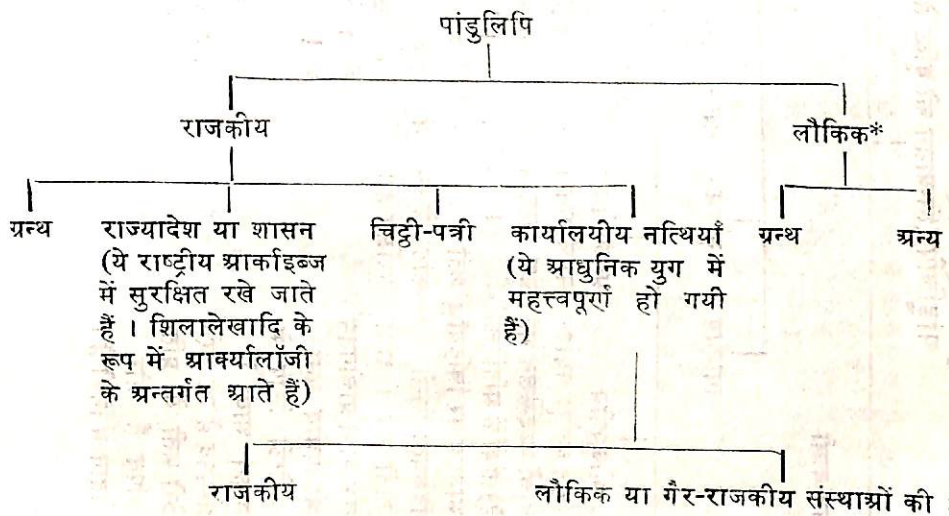 पांडुलिपि
राजकीय
लौकिक*
ग्रन्थ
राज्यादेश या शासन
(ये राष्ट्रीय आर्काइब्ज
में सुरक्षित रखे जाते
हैं । शिलालेखादि के
रूप में आर्क्यालॉजी
के अन्तर्गत आते हैं)
चिट्ठी-पत्री
कार्यालयीय नत्थियाँ
(ये आधुनिक युग में
महत्त्वपूर्ण हो गयी
हैं)
ग्रन्थ
अन्य
राजकीय
लौकिक या गैर-राजकीय संस्थाओं की